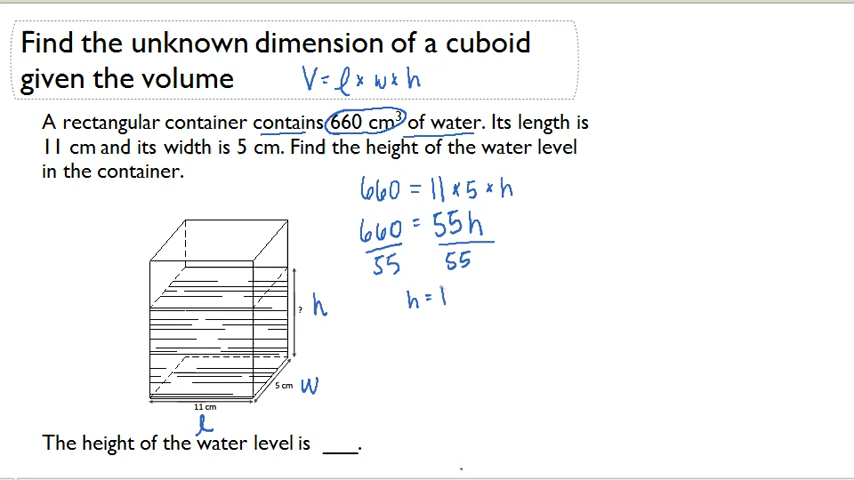 Find the unknown dimension of a cuboid
given the volume V = l × w × h
A rectangular container contains 660 cm³ of water. Its length is
11 cm and its width is 5 cm. Find the height of the water level
in the container.
660 = 11 × 5 × h
660 = 55h
55 55
h = 1
? h
5 cm w
11 cm
l
The height of the water level is ___.